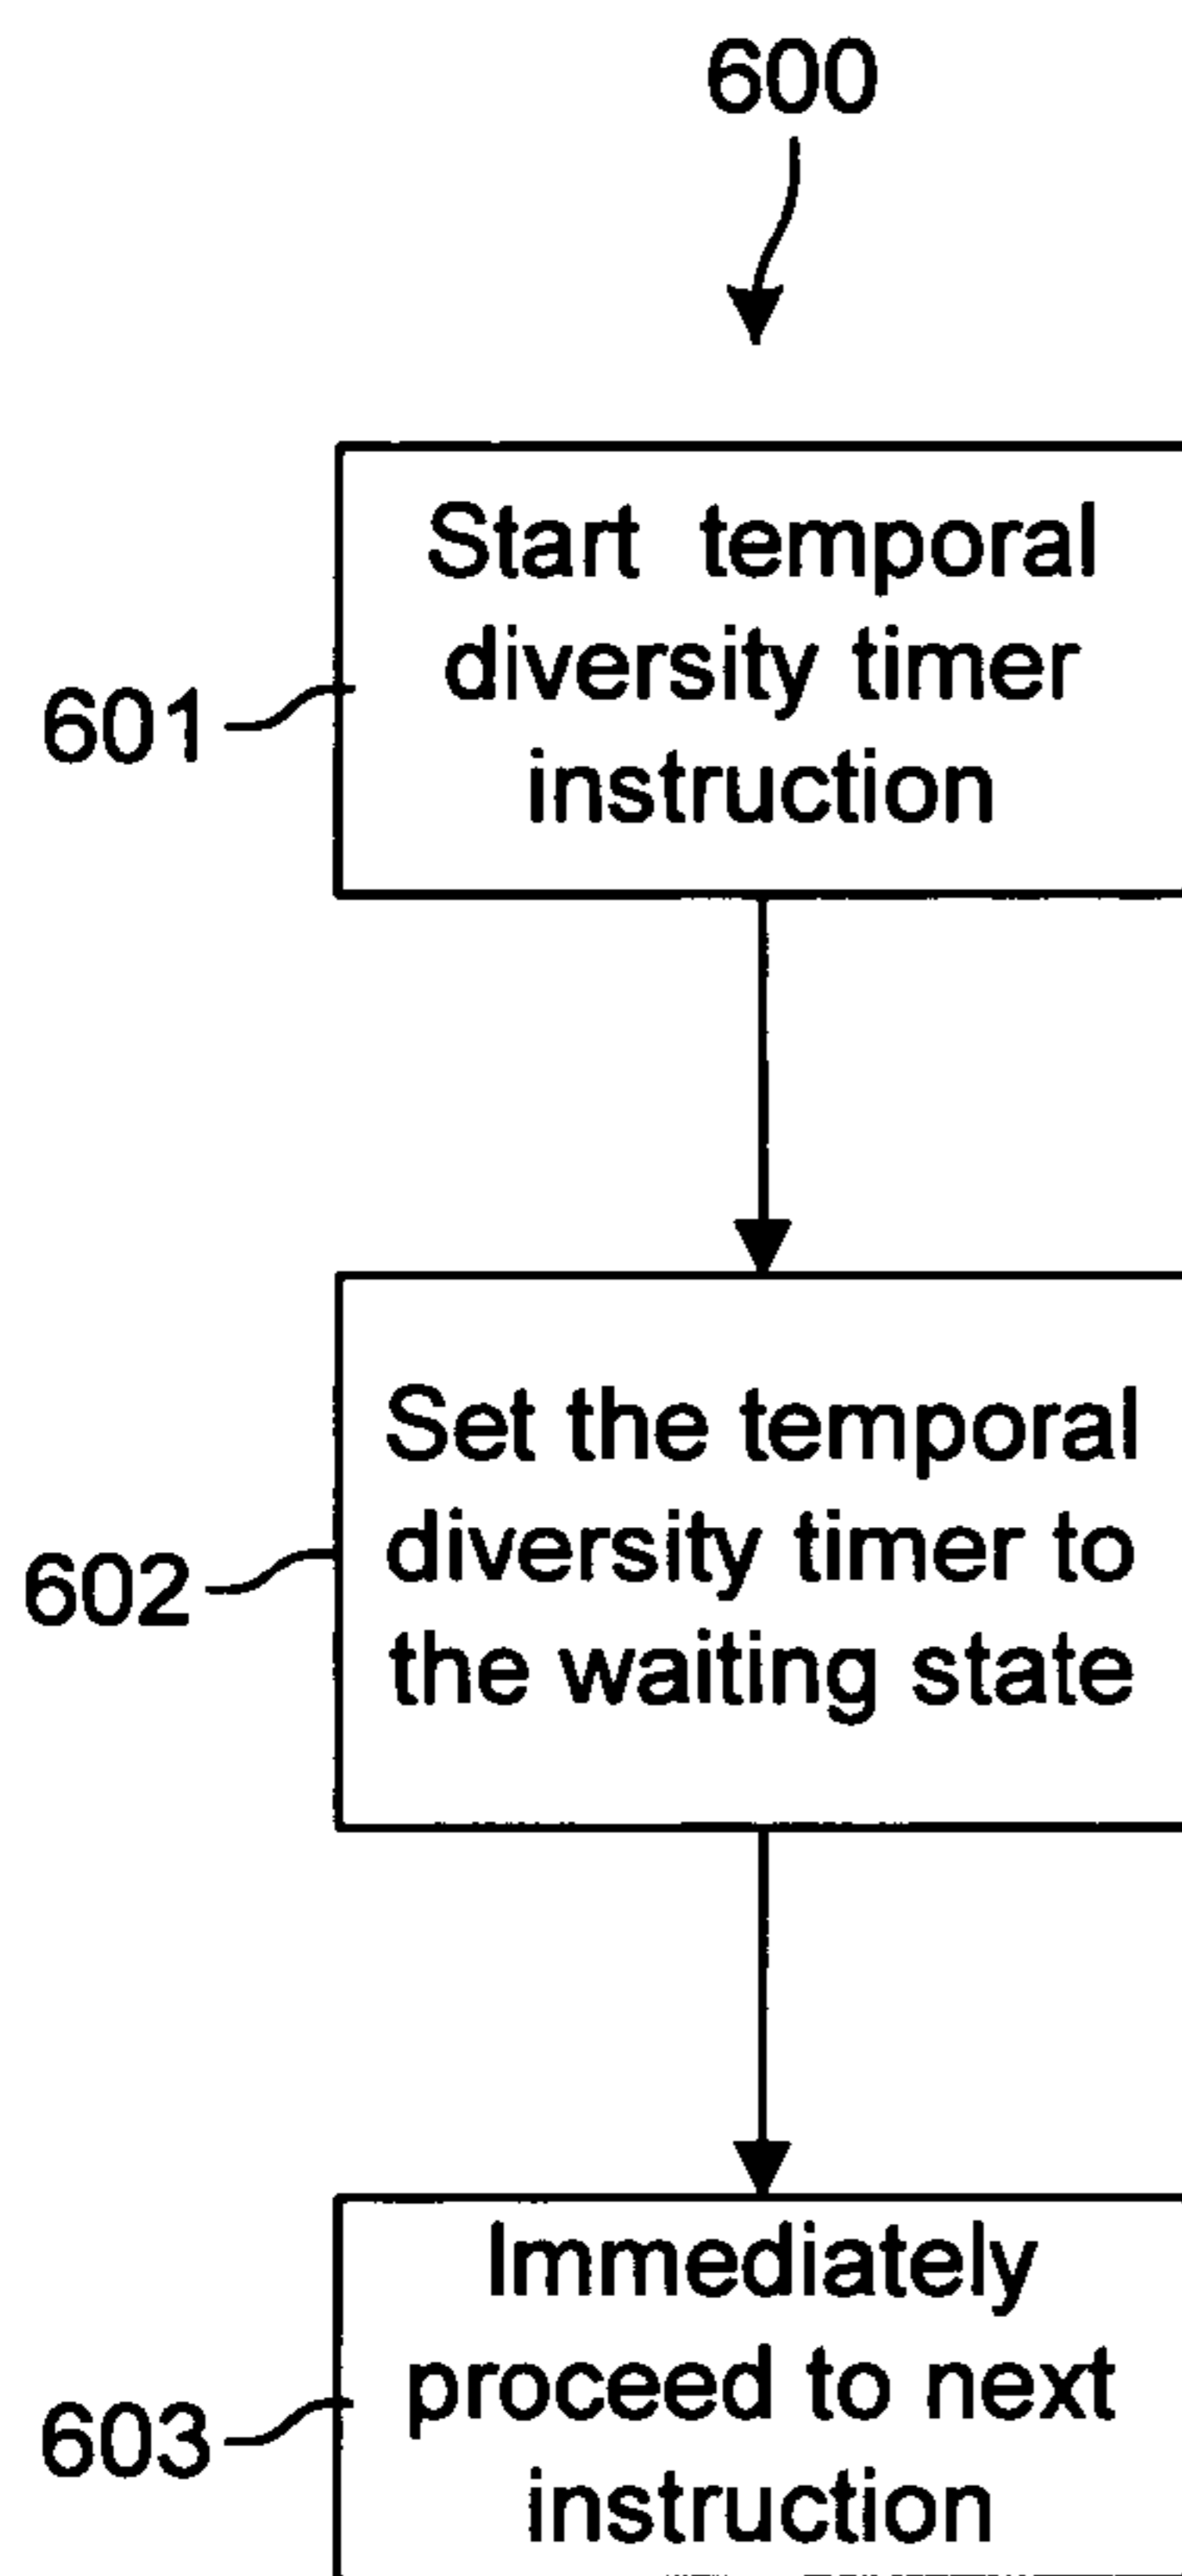 600
Start temporal
diversity timer
instruction
601
Set the temporal
diversity timer to
the waiting state
602
Immediately
proceed to next
instruction
603